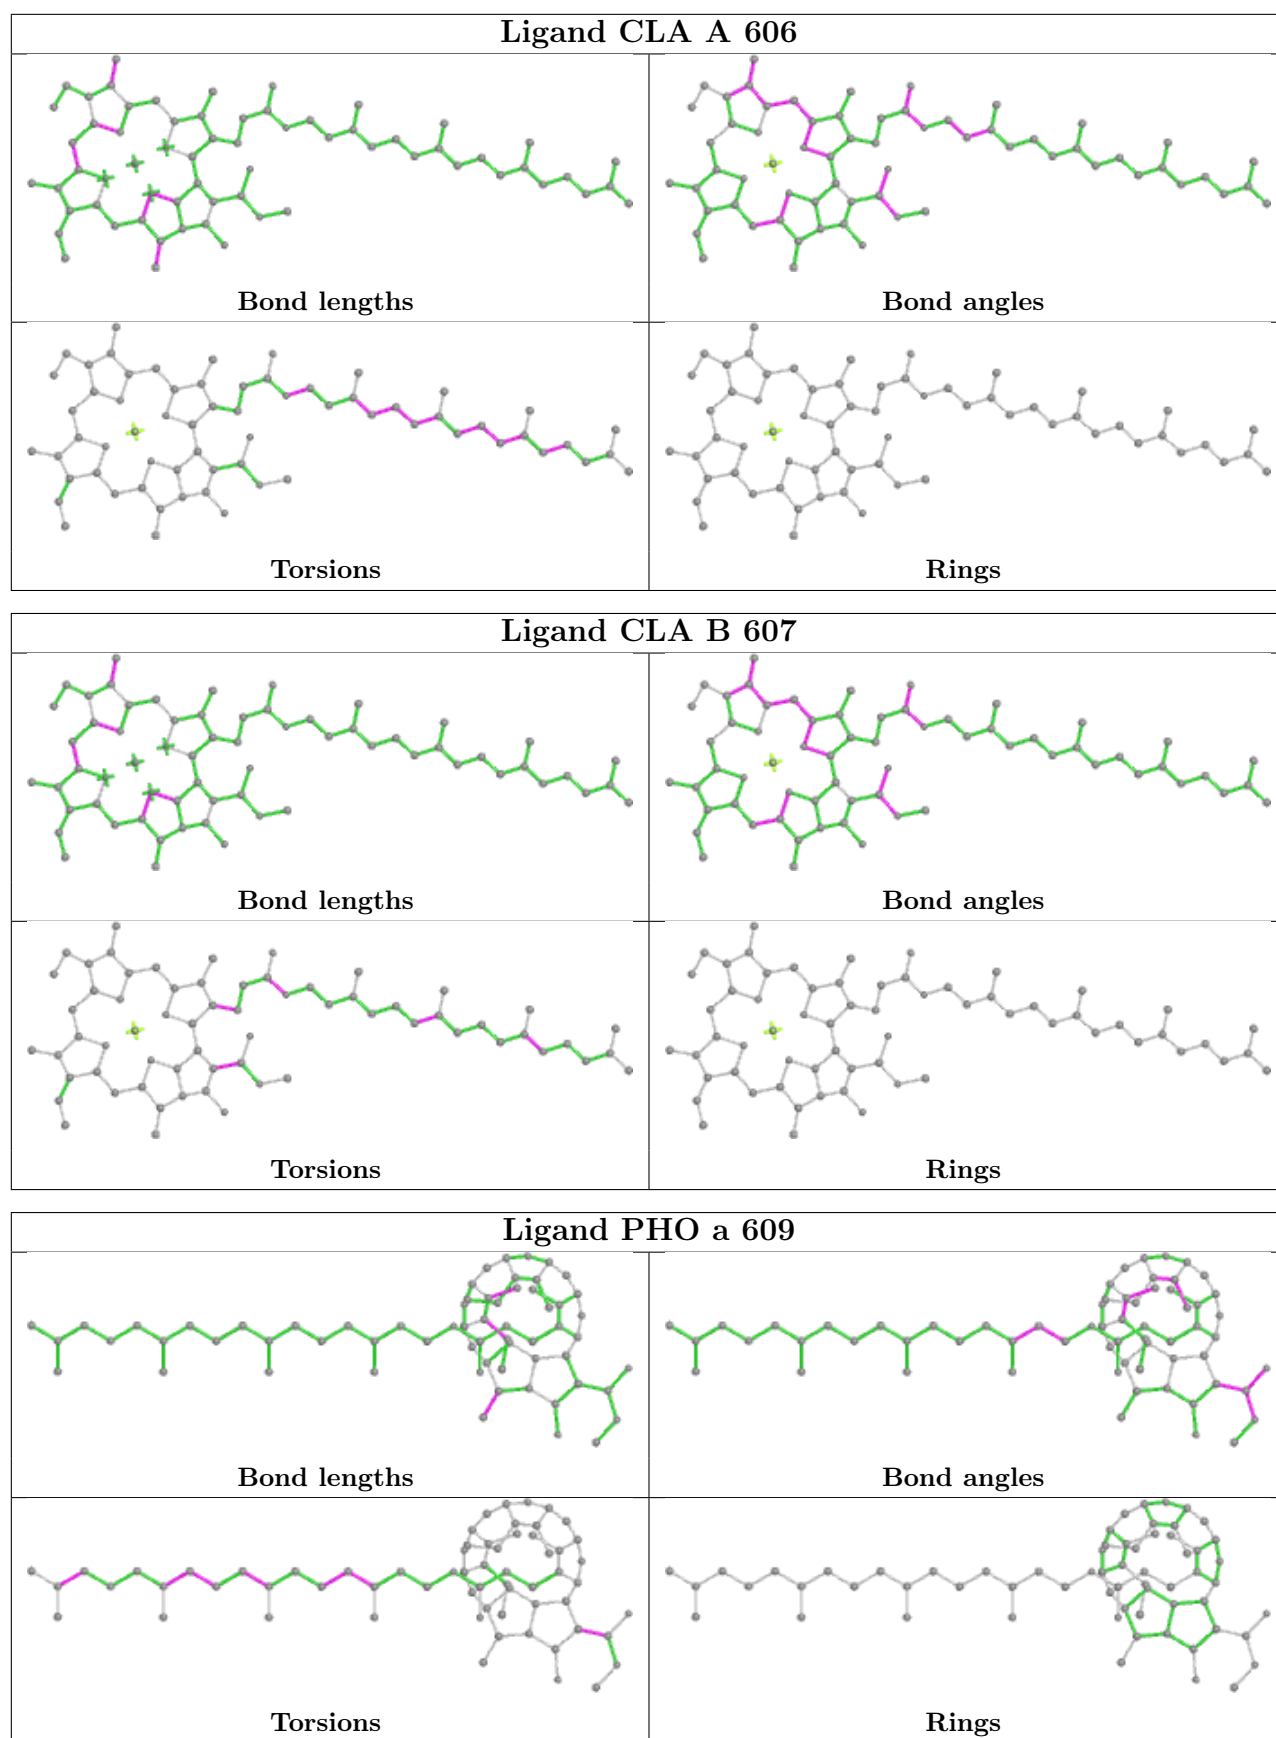 Ligand CLA A 606
Bond lengths
Bond angles
Torsions
Rings
Ligand CLA B 607
Bond lengths
Bond angles
Torsions
Rings
Ligand PHO a 609
Bond lengths
Bond angles
Torsions
Rings